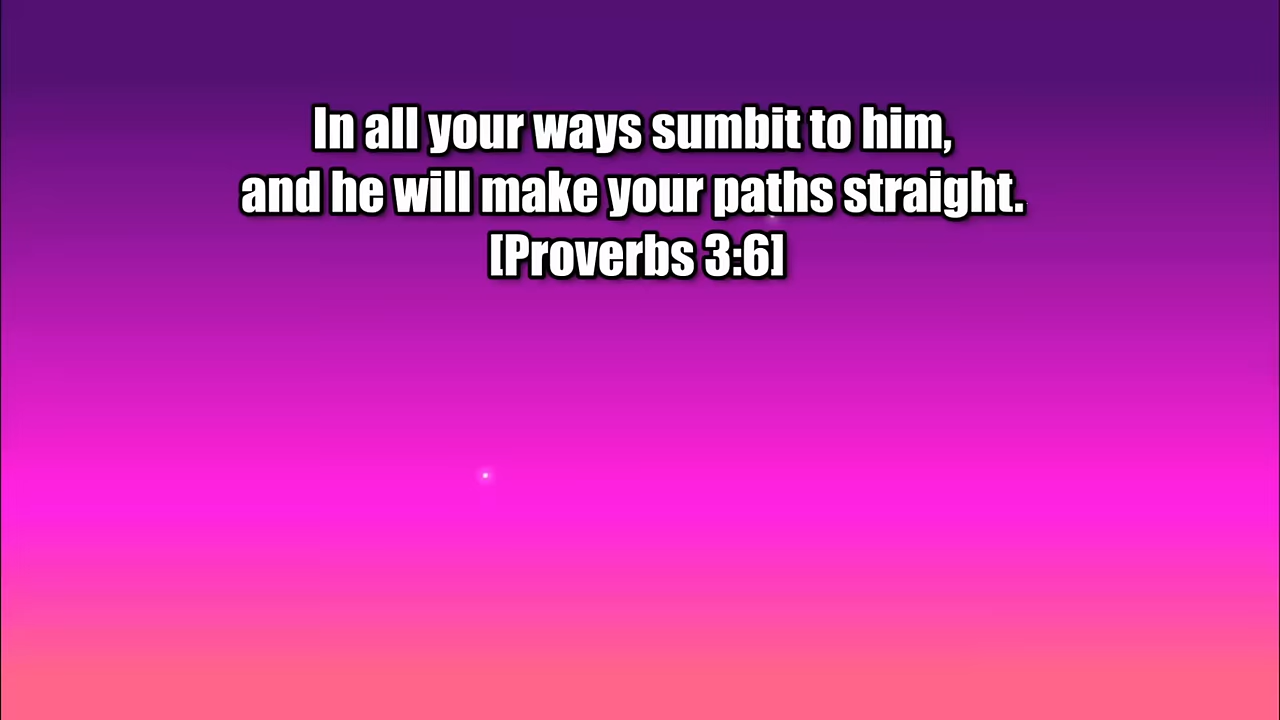 In all your ways sumbit to him,
and he will make your paths straight.
[Proverbs 3:6]